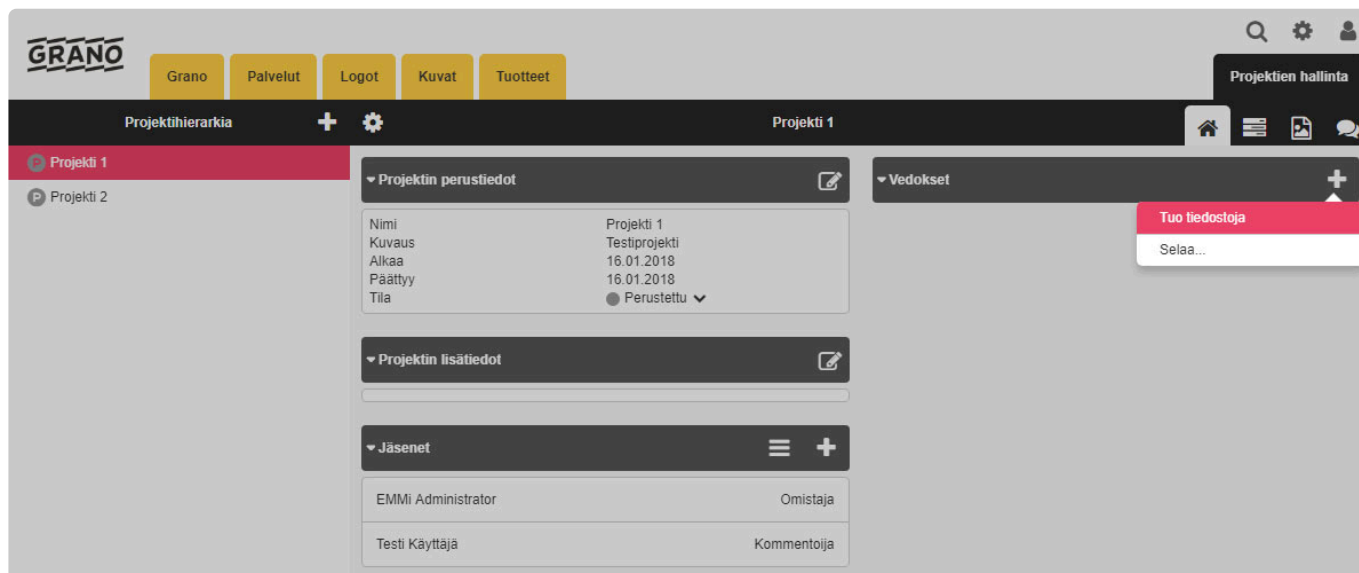 GRANO
Grano Palvelut Logot Kuvat Tuotteet
Projektien hallinta
Projektihierarkia
Projekti 1
P Projekti 1
P Projekti 2
Projektin perustiedot
Nimi Projekti 1
Kuvaus Testiprojekti
Alkaa 16.01.2018
Päättyy 16.01.2018
Tila Perustettu
Projektin lisätiedot
Jäsenet
EMMi Administrator Omistaja
Testi Käyttäjä Kommentoija
Vedokset
Tuo tiedostoja
Selaa...